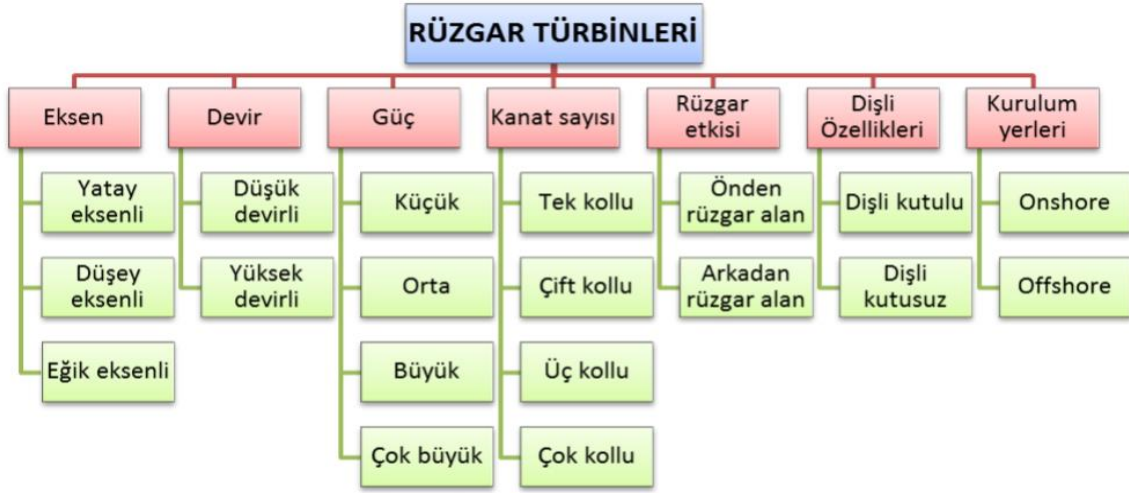 RÜZGAR TÜRBİNLERİ
Eksen
Yatay
eksenli
Düşey
eksenli
Eğik eksenli
Devir
Düşük
devirli
Yüksek
devirli
Güç
Küçük
Orta
Büyük
Çok büyük
Kanat sayısı
Tek kollu
Çift kollu
Üç kollu
Çok kollu
Rüzgar
etkisi
Önden
rüzgar alan
Arkadan
rüzgar alan
Dişli
Özellikleri
Dişli kutulu
Dişli
kutusuz
Kurulum
yerleri
Onshore
Offshore